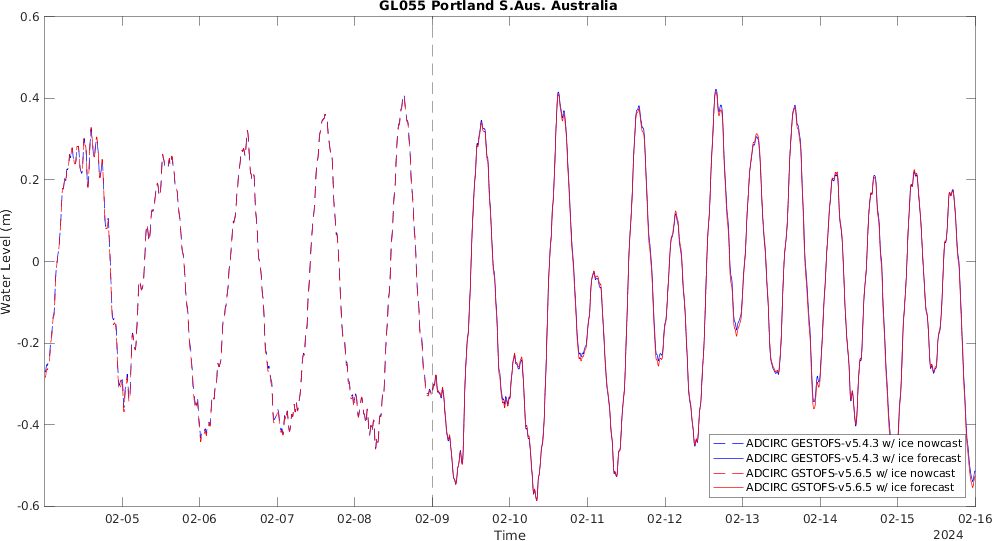 GL055 Portland S.Aus. Australia
0.6
0.4
0.2
0
-0.2
-0.4
-0.6
Water Level (m)
02-05 02-06 02-07 02-08 02-09 02-10 02-11 02-12 02-13 02-14 02-15 02-16
Time
2024
ADCIRC GESTOFS-v5.4.3 w/ ice nowcast
ADCIRC GESTOFS-v5.4.3 w/ ice forecast
ADCIRC GSTOFS-v5.6.5 w/ ice nowcast
ADCIRC GSTOFS-v5.6.5 w/ ice forecast